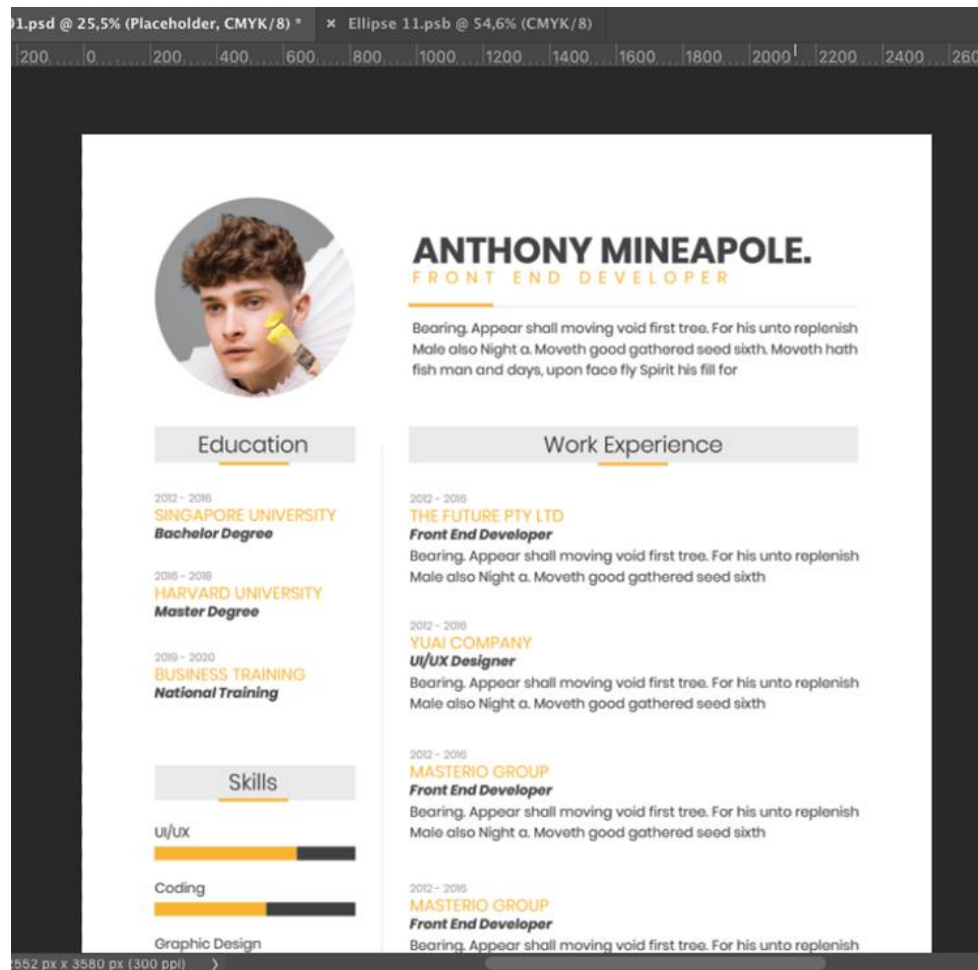 01.psd @ 25,5% (Placeholder, CMYK/8) *
× Ellipse 11.psb @ 54,6% (CMYK/8)
200 0 200 400 600 800 1000 1200 1400 1600 1800 2000 2200 2400 260
ANTHONY MINEAPOLE.
FRONT END DEVELOPER
Bearing. Appear shall moving void first tree. For his unto replenish
Male also Night a. Moveth good gathered seed sixth. Moveth hath
fish man and days, upon face fly Spirit his fill for
Education
2012 - 2016
SINGAPORE UNIVERSITY
Bachelor Degree
2016 - 2018
HARVARD UNIVERSITY
Master Degree
2019 - 2020
BUSINESS TRAINING
National Training
Skills
UI/UX
Coding
Graphic Design
Work Experience
2012 - 2016
THE FUTURE PTY LTD
Front End Developer
Bearing. Appear shall moving void first tree. For his unto replenish
Male also Night a. Moveth good gathered seed sixth
2012 - 2016
YUAI COMPANY
UI/UX Designer
Bearing. Appear shall moving void first tree. For his unto replenish
Male also Night a. Moveth good gathered seed sixth
2012 - 2016
MASTERIO GROUP
Front End Developer
Bearing. Appear shall moving void first tree. For his unto replenish
Male also Night a. Moveth good gathered seed sixth
2012 - 2016
MASTERIO GROUP
Front End Developer
Bearing. Appear shall moving void first tree. For his unto replenish
2552 px x 3580 px (300 ppi)